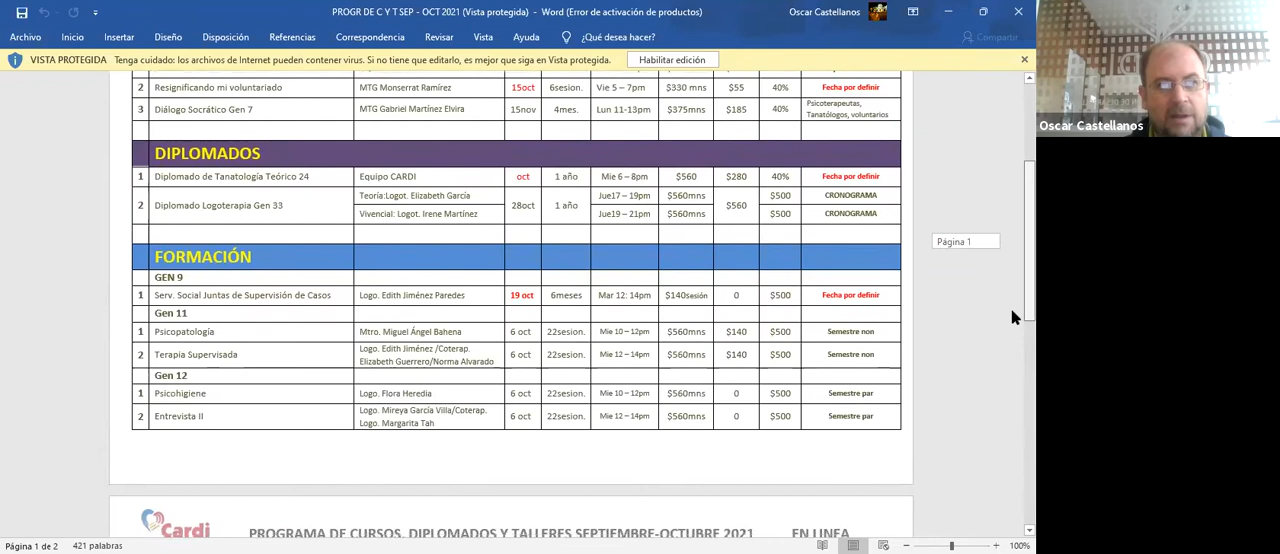 PROGR DE C Y T SEP - OCT 2021 (Vista protegida) - Word (Error de activación de productos)
Oscar Castellanos
Archivo Inicio Insertar Diseño Disposición Referencias Correspondencia Revisar Vista Ayuda ¿Qué desea hacer? Compartir
VISTA PROTEGIDA Tenga cuidado: los archivos de Internet pueden contener virus. Si no tiene que editarlo, es mejor que siga en Vista protegida. Habilitar edición
Oscar Castellanos
2 Resignificando mi voluntariado MTG Monserrat Ramírez 15oct 6sesion. Vie 5 – 7pm $330 mns $55 40% Fecha por definir
3 Diálogo Socrático Gen 7 MTG Gabriel Martínez Elvira 15nov 4mes. Lun 11-13pm $375mns $185 40% Psicoterapeutas,
Tanatólogos, voluntarios
DIPLOMADOS
1 Diplomado de Tanatología Teórico 24 Equipo CARDI oct 1 año Mie 6 – 8pm $560 $280 40% Fecha por definir
2 Diplomado Logoterapia Gen 33 Teoría:Logot. Elizabeth García 28oct 1 año Jue17 – 19pm $560mns $560 $500 CRONOGRAMA
Vivencial: Logot. Irene Martínez Jue19 – 21pm $560mns $500 CRONOGRAMA
Página 1
FORMACIÓN
GEN 9
1 Serv. Social Juntas de Supervisión de Casos Logo. Edith Jiménez Paredes 19 oct 6meses Mar 12: 14pm $140sesión 0 $500 Fecha por definir
Gen 11
1 Psicopatología Mtro. Miguel Ángel Bahena 6 oct 22sesion. Mie 10 – 12pm $560mns $140 $500 Semestre non
2 Terapia Supervisada Logo. Edith Jiménez /Coterap. 6 oct 22sesion. Mie 12 – 14pm $560mns $140 $500 Semestre non
Elizabeth Guerrero/Norma Alvarado
Gen 12
1 Psicohigiene Logo. Flora Heredia 6 oct 22sesion. Mie 10 – 12pm $560mns 0 $500 Semestre par
2 Entrevista II Logo. Mireya García Villa/Coterap. 6 oct 22sesion. Mie 12 – 14pm $560mns 0 $500 Semestre par
Logo. Margarita Tah
Cardi
PROGRAMA DE CURSOS, DIPLOMADOS Y TALLERES SEPTIEMBRE-OCTUBRE 2021 EN LINEA
Página 1 de 2 421 palabras 100%